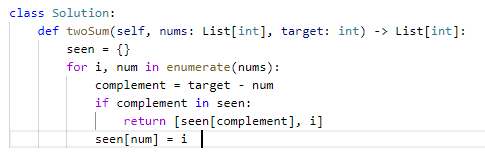 class Solution:
    def twoSum(self, nums: List[int], target: int) -> List[int]:
        seen = {}
        for i, num in enumerate(nums):
            complement = target - num
            if complement in seen:
                return [seen[complement], i]
            seen[num] = i